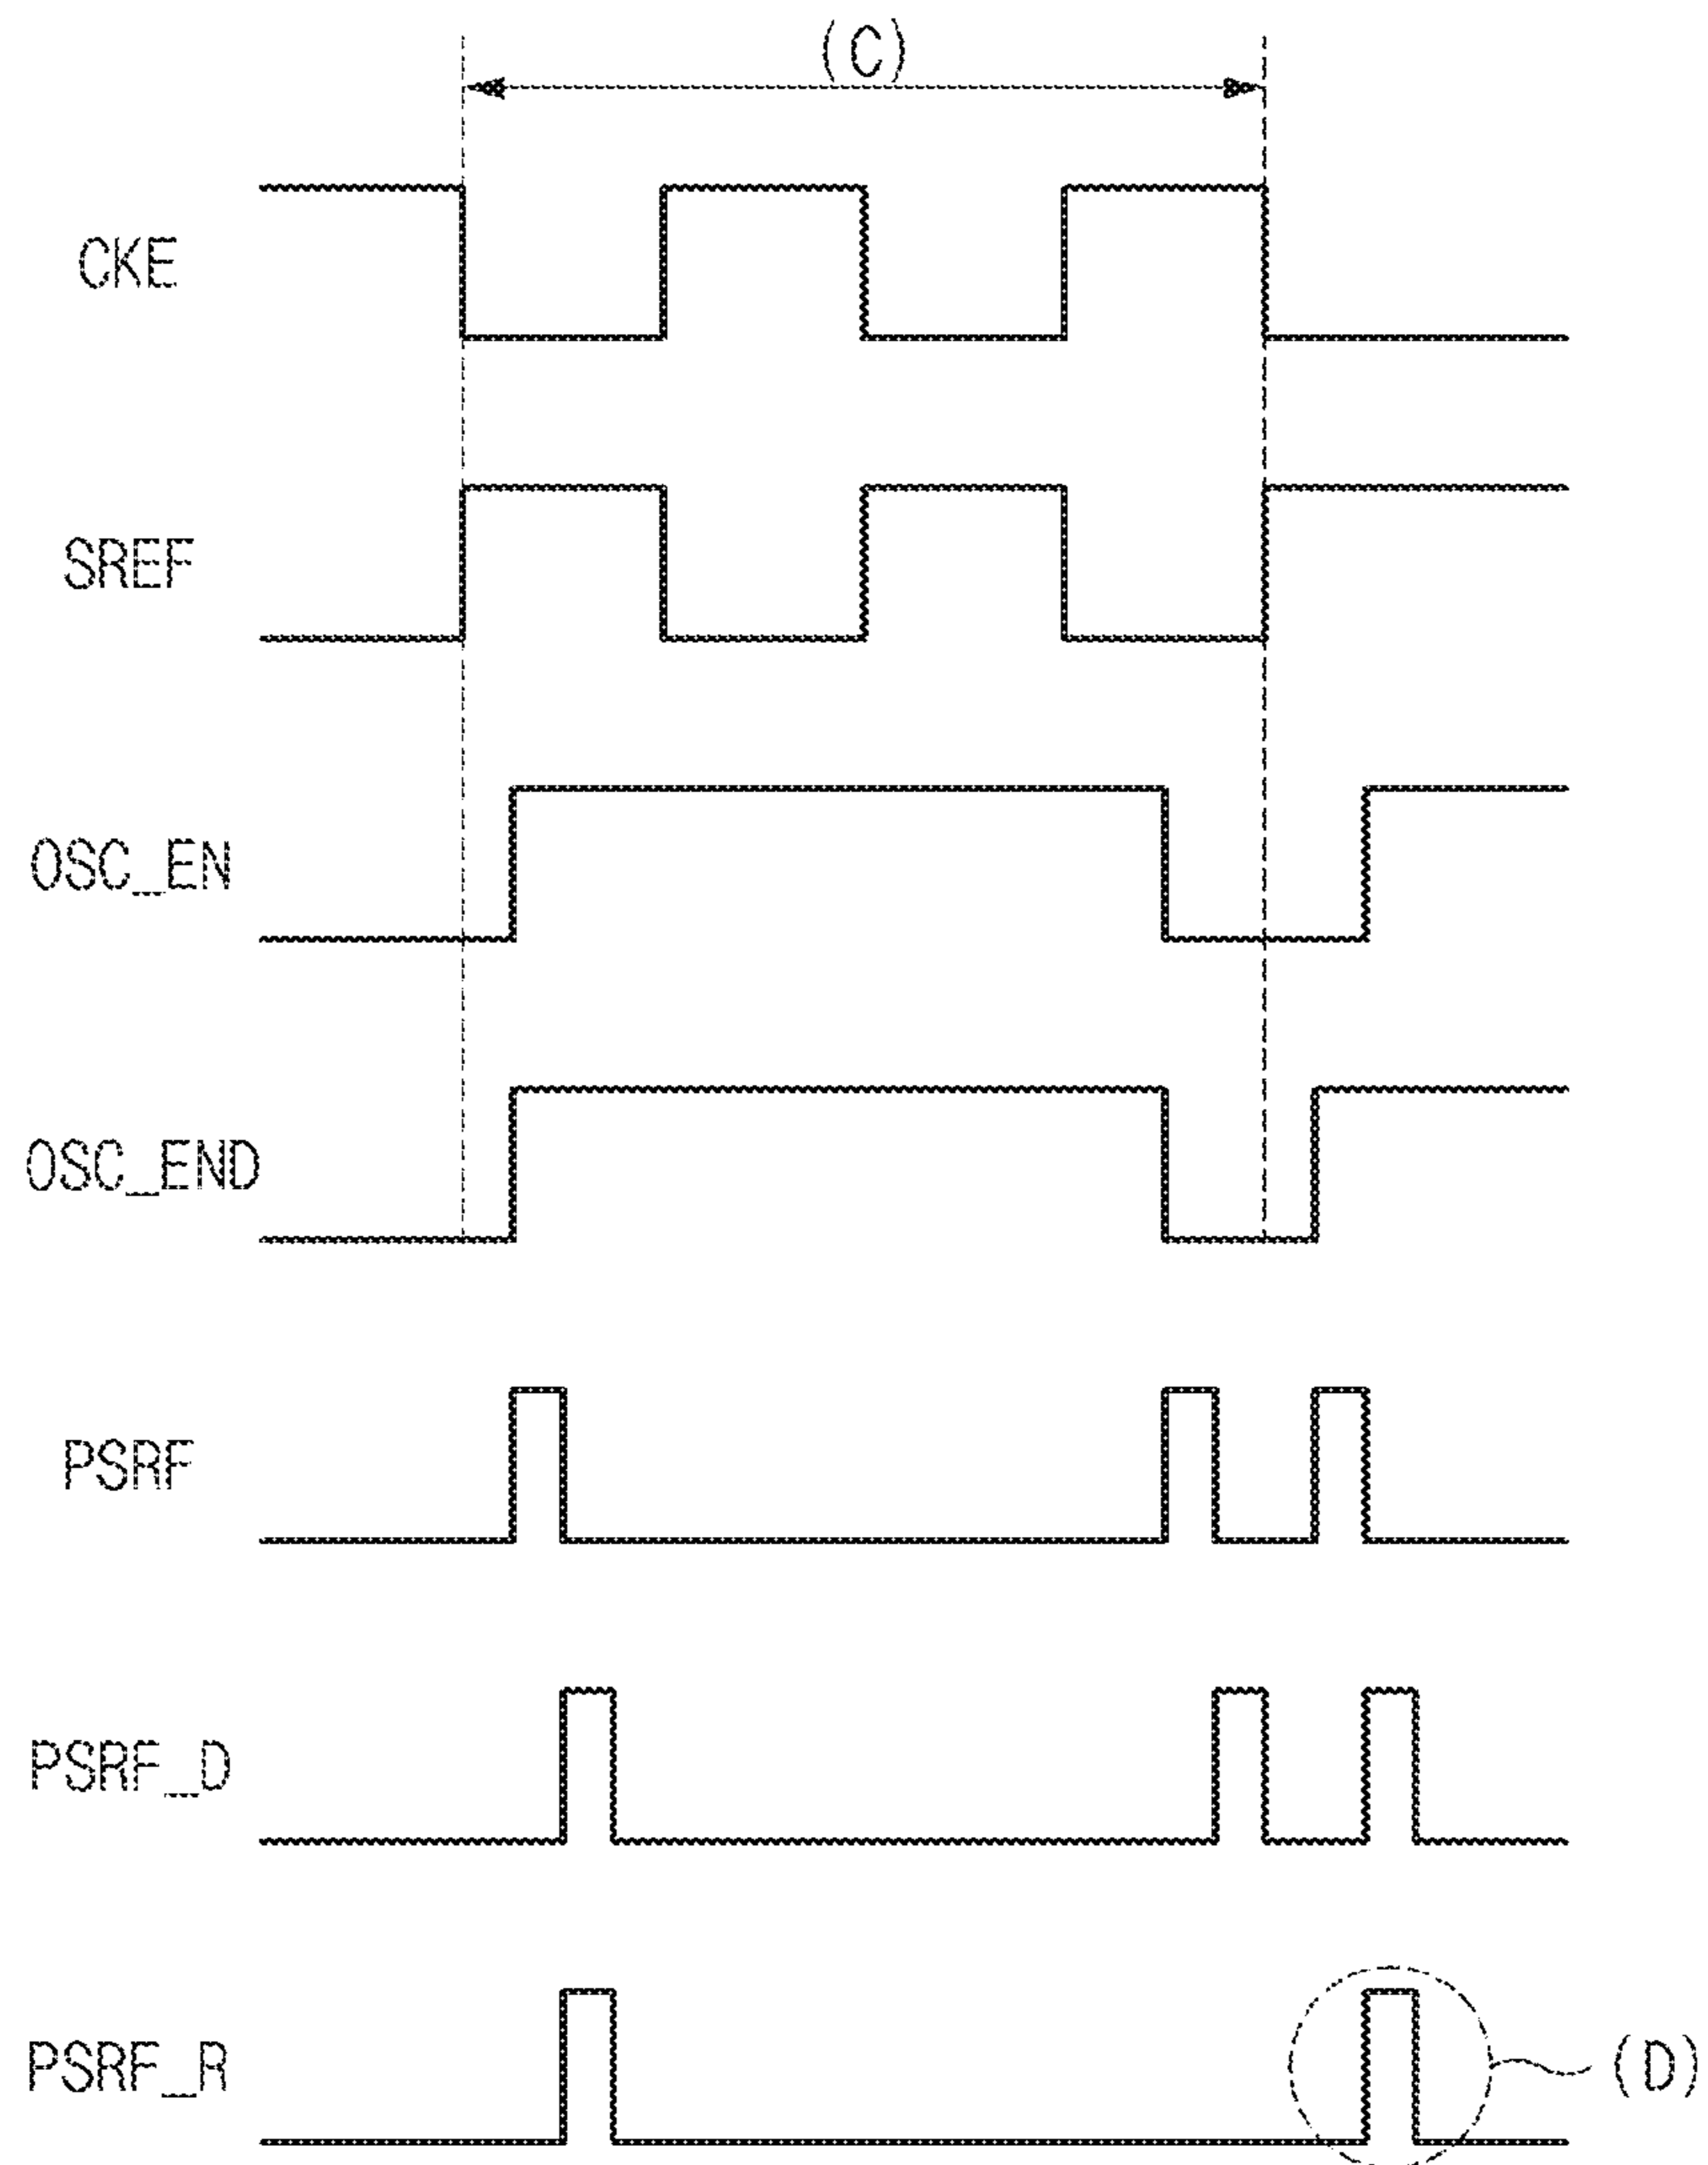 (C)
CKE
SREF
OSC_EN
OSC_END
PSRF
PSRF_D
PSRF_R
(D)